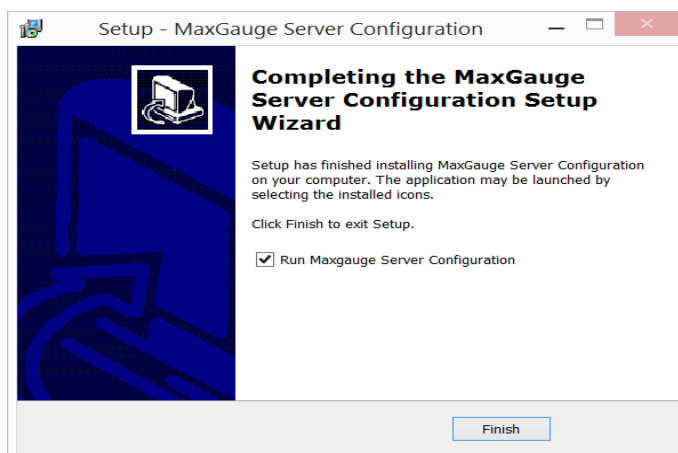 Setup - MaxGauge Server Configuration
Completing the MaxGauge
Server Configuration Setup
Wizard
Setup has finished installing MaxGauge Server Configuration
on your computer. The application may be launched by
selecting the installed icons.
Click Finish to exit Setup.
Run Maxgauge Server Configuration
Finish